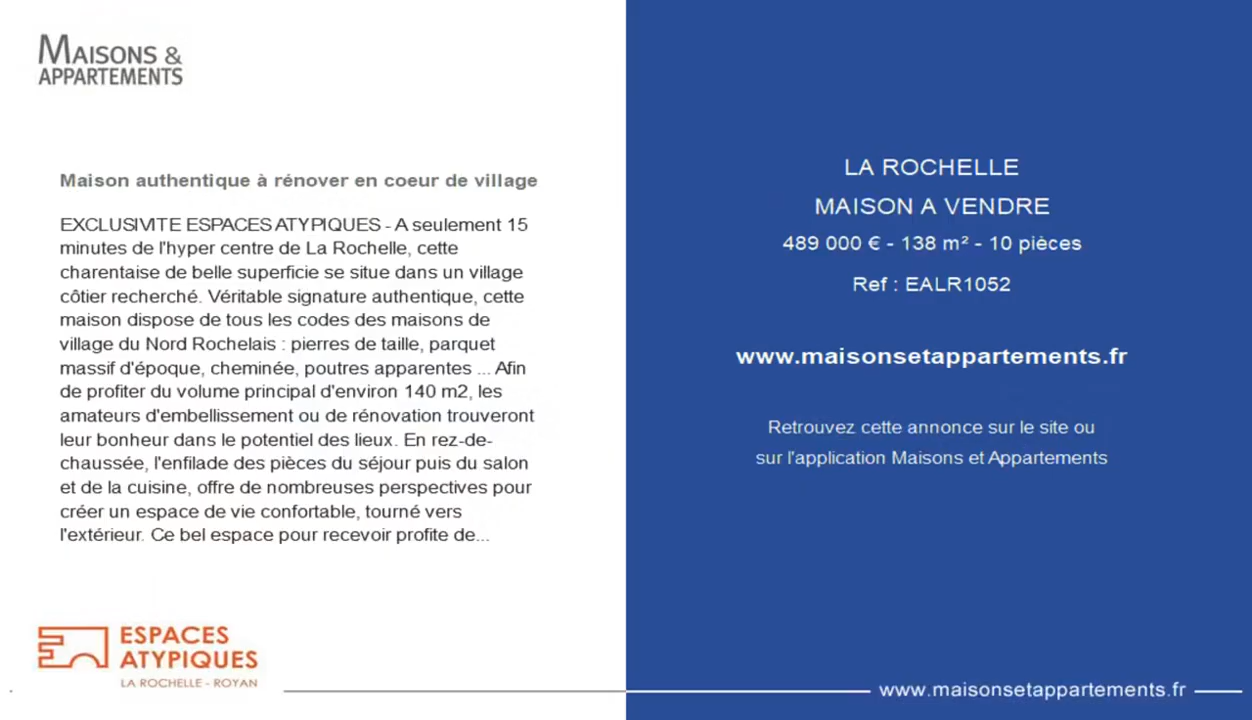 MAISONS &
APPARTEMENTS
Maison authentique à rénover en coeur de village
EXCLUSIVITE ESPACES ATYPIQUES - A seulement 15
minutes de l'hyper centre de La Rochelle, cette
charentaise de belle superficie se situe dans un village
côtier recherché. Véritable signature authentique, cette
maison dispose de tous les codes des maisons de
village du Nord Rochelais : pierres de taille, parquet
massif d'époque, cheminée, poutres apparentes ... Afin
de profiter du volume principal d'environ 140 m2, les
amateurs d'embellissement ou de rénovation trouveront
leur bonheur dans le potentiel des lieux. En rez-de-
chaussée, l'enfilade des pièces du séjour puis du salon
et de la cuisine, offre de nombreuses perspectives pour
créer un espace de vie confortable, tourné vers
l'extérieur. Ce bel espace pour recevoir profite de...
ESPACES
ATYPIQUES
LA ROCHELLE - ROYAN
LA ROCHELLE
MAISON A VENDRE
489 000 € - 138 m² - 10 pièces
Ref : EALR1052
www.maisonsetappartements.fr
Retrouvez cette annonce sur le site ou
sur l'application Maisons et Appartements
www.maisonsetappartements.fr